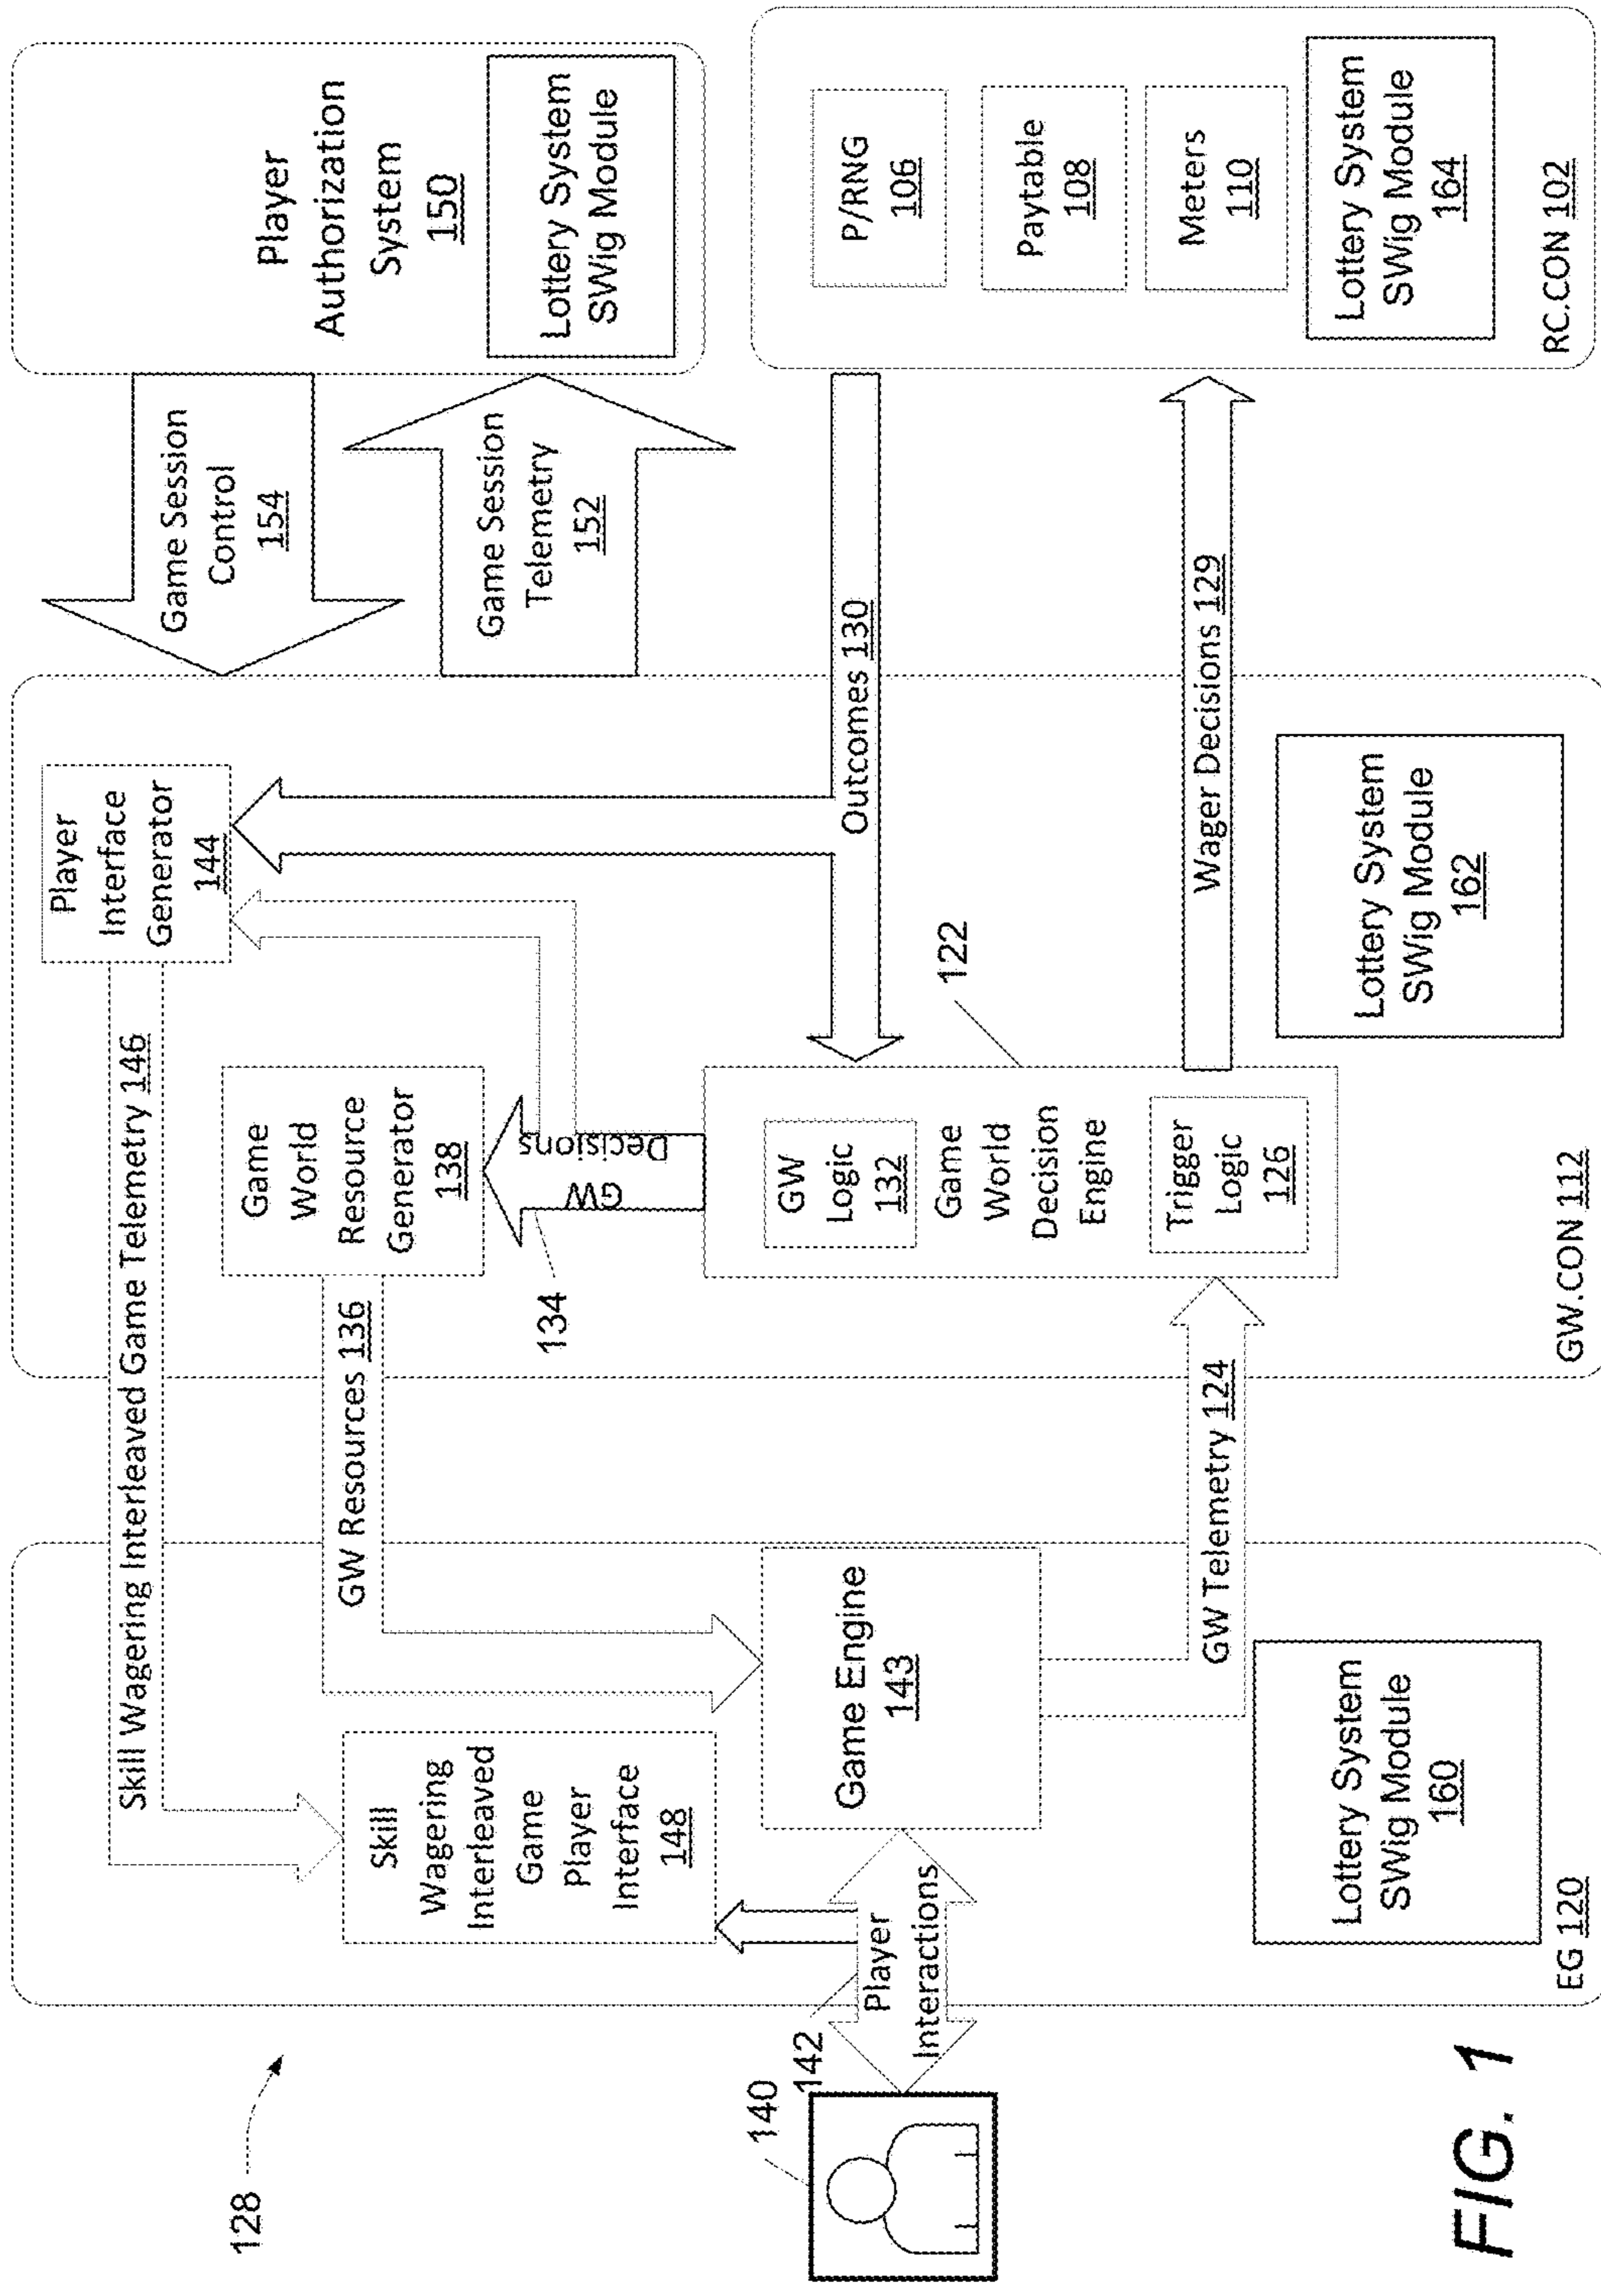 128
Skill Wagering Interleaved Game Telemetry 146
Player
Interface
Generator
144
Game Session
Control
154
Player
Authorization
System
150
Lottery System
SWig Module
Game Session
Telemetry
152
GW Resources 136
Game
World
Resource
Generator
138
134
GW
Decisions
Skill
Wagering
Interleaved
Game
Player
Interface
148
140
142
Player
Interactions
Game Engine
143
GW
Logic
132
Game
World
Decision
Engine
Trigger
Logic
126
122
Outcomes 130
P/RNG
106
Paytable
108
Meters
110
Lottery System
SWig Module
164
RC.CON 102
GW Telemetry 124
Wager Decisions 129
Lottery System
SWig Module
160
EG 120
Lottery System
SWig Module
162
GW.CON 112
FIG. 1